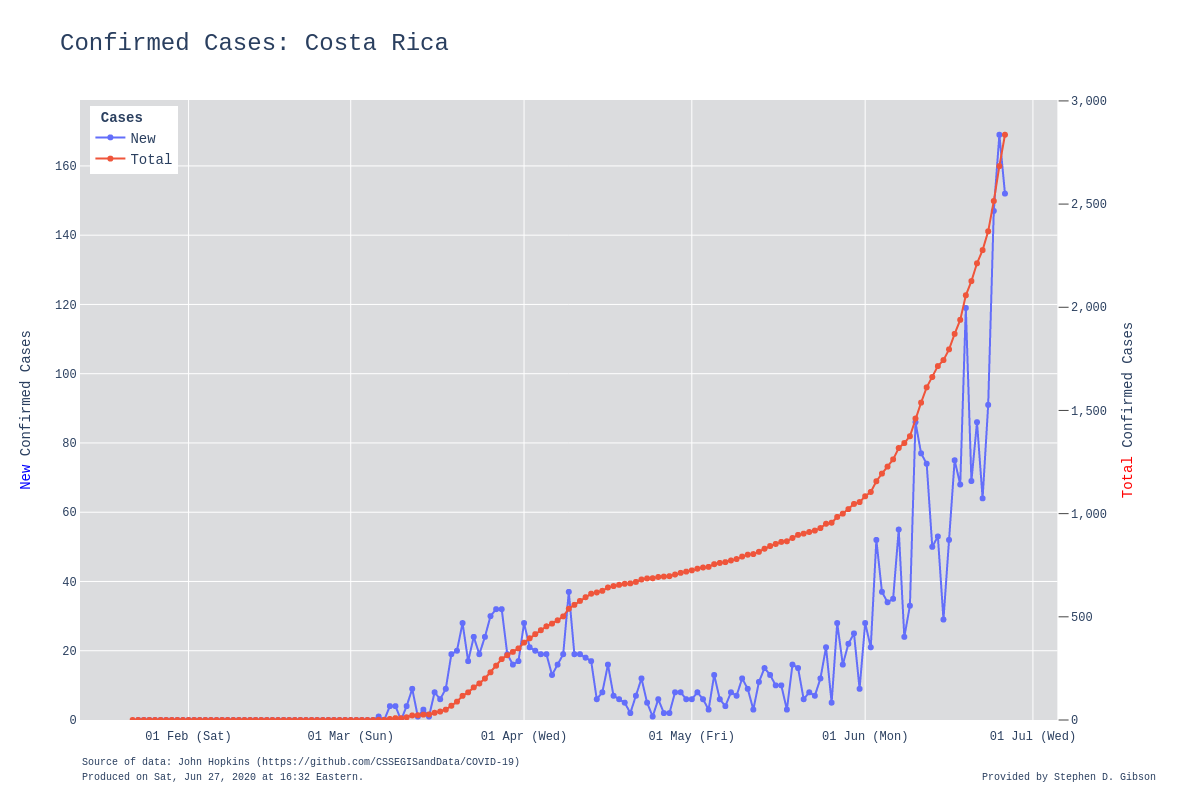 Confirmed Cases: Costa Rica
Cases
New
Total
160
140
120
100
80
60
40
20
0
3,000
2,500
2,000
1,500
1,000
500
0
New Confirmed Cases
Total Confirmed Cases
01 Feb (Sat)
01 Mar (Sun)
01 Apr (Wed)
01 May (Fri)
01 Jun (Mon)
01 Jul (Wed)
Source of data: John Hopkins (https://github.com/CSSEGISandData/COVID-19)
Produced on Sat, Jun 27, 2020 at 16:32 Eastern.
Provided by Stephen D. Gibson